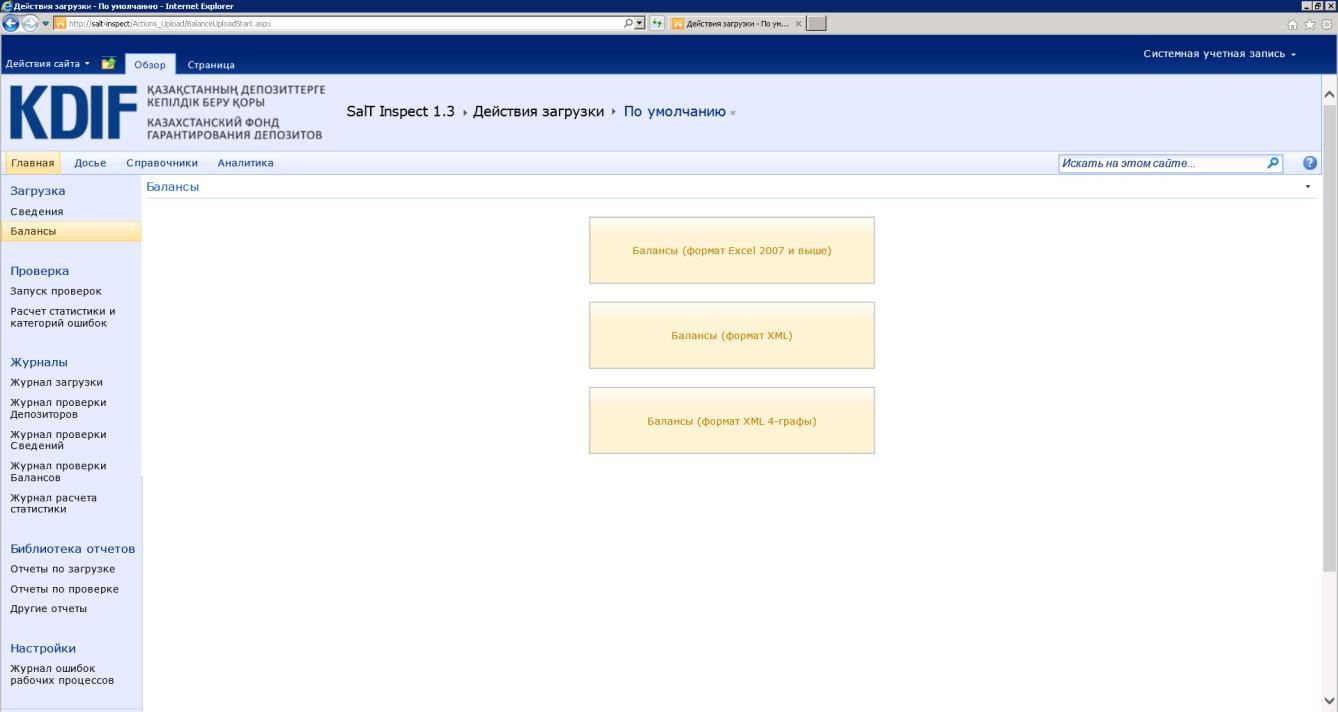 Действия загрузки - По умолчанию - Internet Explorer
http://salt-inspect/Actions_Upload/BalanceUploadStart.aspx
Действия загрузки - По ум...
Системная учетная запись
Действия сайта
Обзор
Страница
KDIF
ҚАЗАҚСТАННЫҢ ДЕПОЗИТТЕРГЕ
КЕПІЛДІК БЕРУ ҚОРЫ
КАЗАХСТАНСКИЙ ФОНД
ГАРАНТИРОВАНИЯ ДЕПОЗИТОВ
SalT Inspect 1.3 Действия загрузки По умолчанию
Главная Досье Справочники Аналитика
Искать на этом сайте...
Загрузка
Сведения
Балансы
Проверка
Запуск проверок
Расчет статистики и
категорий ошибок
Журналы
Журнал загрузки
Журнал проверки
Депозиторов
Журнал проверки
Сведений
Журнал проверки
Балансов
Журнал расчета
статистики
Библиотека отчетов
Отчеты по загрузке
Отчеты по проверке
Другие отчеты
Настройки
Журнал ошибок
рабочих процессов
Балансы
Балансы (формат Excel 2007 и выше)
Балансы (формат XML)
Балансы (формат XML 4-графы)